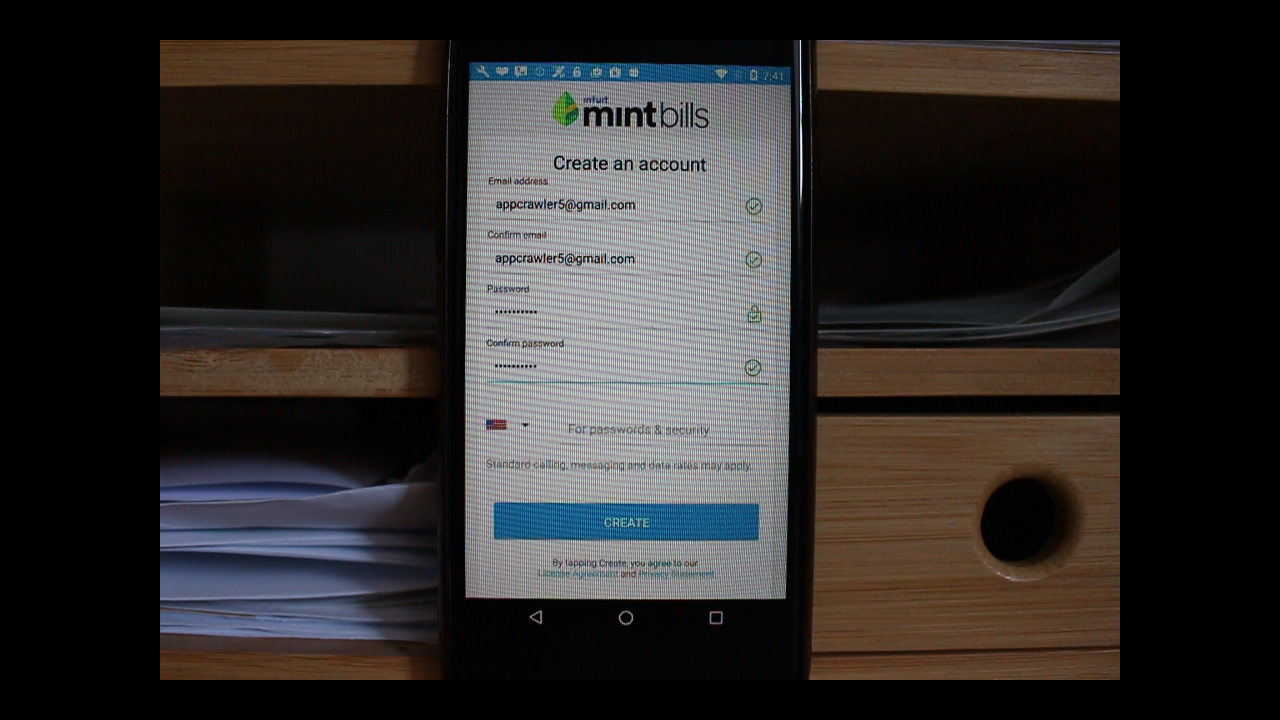 7:41
intuit
mintbills
Create an account
Email address
appcrawler5@gmail.com
Confirm email
appcrawler5@gmail.com
Password
••••••••••
Confirm password
••••••••••
For passwords & security
Standard calling, messaging and data rates may apply.
CREATE
By tapping Create, you agree to our
License Agreement and Privacy Statement